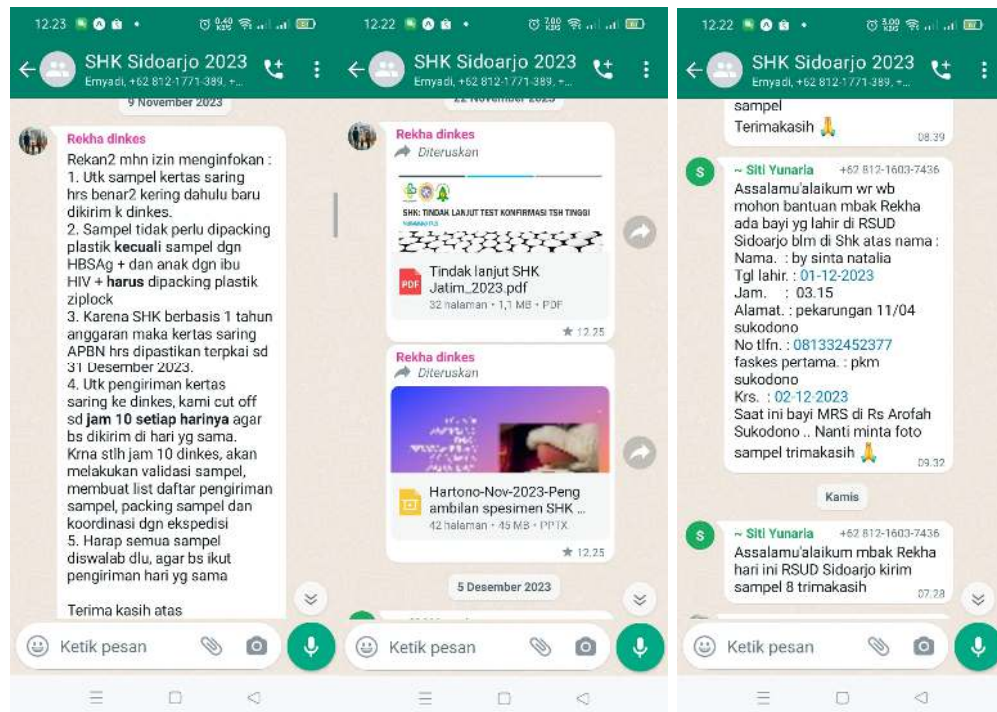 12.23
0,40
SHK Sidoarjo 2023
Emyadi, +62 812-1771-389, +...
9 November 2023
Rekha dinkes
Rekan2 mhn izin menginfokan :
1. Utk sampel kertas saring
hrs benar2 kering dahulu baru
dikirim k dinkes.
2. Sampel tidak perlu dipacking
plastik kecuali sampel dgn
HBSAg + dan anak dgn ibu
HIV + harus dipacking plastik
ziplock
3. Karena SHK berbasis 1 tahun
anggaran maka kertas saring
APBN hrs dipastikan terpkai sd
31 Desember 2023.
4. Utk pengiriman kertas
saring ke dinkes, kami cut off
sd jam 10 setiap harinya agar
bs dikirim di hari yg sama.
Krna stlh jam 10 dinkes, akan
melakukan validasi sampel,
membuat list daftar pengiriman
sampel, packing sampel dan
koordinasi dgn ekspedisi
5. Harap semua sampel
diswalab dlu, agar bs ikut
pengiriman hari yg sama
Terima kasih atas
Ketik pesan
12.22
7,00
SHK Sidoarjo 2023
Emyadi, +62 812-1771-389, +...
22 November 2023
Rekha dinkes
Diteruskan
SHK: TINDAK LANJUT TEST KONFIRMASI TSH TINGGI
PDF
Tindak lanjut SHK
Jatim_2023.pdf
32 halaman • 1,1 MB • PDF
12.25
Rekha dinkes
Diteruskan
Hartono-Nov-2023-Peng
ambilan spesimen SHK ...
42 halaman • 45 MB • PPTX
12.25
5 Desember 2023
Ketik pesan
12.22
3,00
SHK Sidoarjo 2023
Emyadi, +62 812-1771-389, +...
sampel
Terimakasih 🙏
08.39
S
~ Siti Yunaria +62 812-1603-7436
Assalamu'alaikum wr wb
mohon bantuan mbak Rekha
ada bayi yg lahir di RSUD
Sidoarjo blm di Shk atas nama :
Nama. : by sinta natalia
Tgl lahir. : 01-12-2023
Jam. : 03.15
Alamat. : pekarungan 11/04
sukodono
No tlfn. : 081332452377
faskes pertama. : pkm
sukodono
Krs. : 02-12-2023
Saat ini bayi MRS di Rs Arofah
Sukodono .. Nanti minta foto
sampel trimakasih 🙏
09.32
Kamis
S
~ Siti Yunaria +62 812-1603-7436
Assalamu'alaikum mbak Rekha
hari ini RSUD Sidoarjo kirim
sampel 8 trimakasih
07.28
Ketik pesan